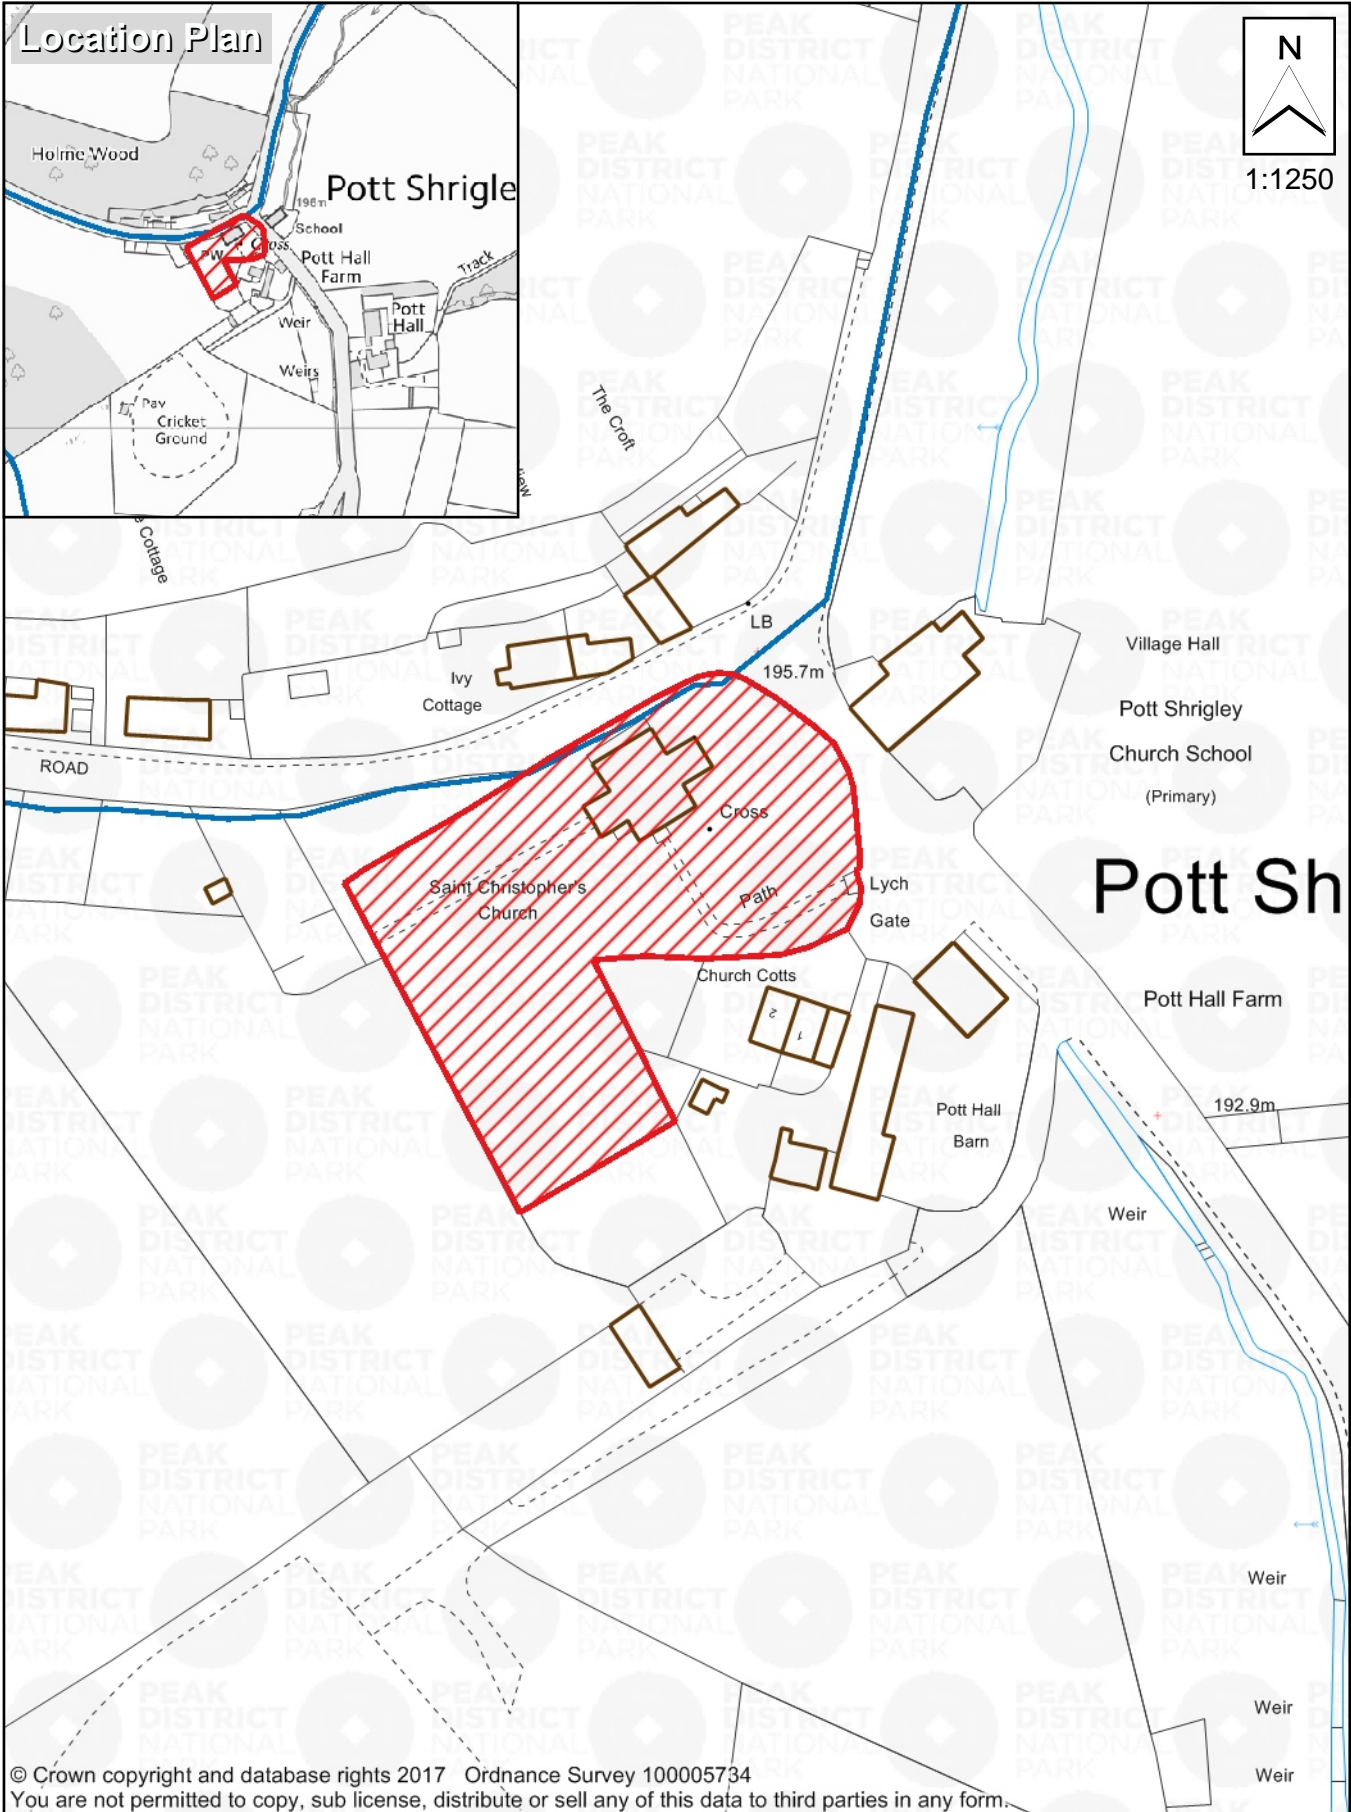 Location Plan
N
1:1250
Holme Wood
Pott Shrigle
196m
School
Cross
PW
Pott Hall
Farm
Track
Weir
Pott
Hall
Weirs
Pav
Cricket
Ground
The Croft
Cottage
LB
195.7m
Village Hall
Ivy
Cottage
Pott Shrigley
Church School
(Primary)
ROAD
Cross
Pott Sh
Saint Christopher's
Church
Path
Lych
Gate
Church Cotts
2
1
Pott Hall Farm
192.9m
Pott Hall
Barn
Weir
Weir
Weir
Weir
PEAK
DISTRICT
NATIONAL
PARK
© Crown copyright and database rights 2017 Ordnance Survey 100005734
You are not permitted to copy, sub license, distribute or sell any of this data to third parties in any form.